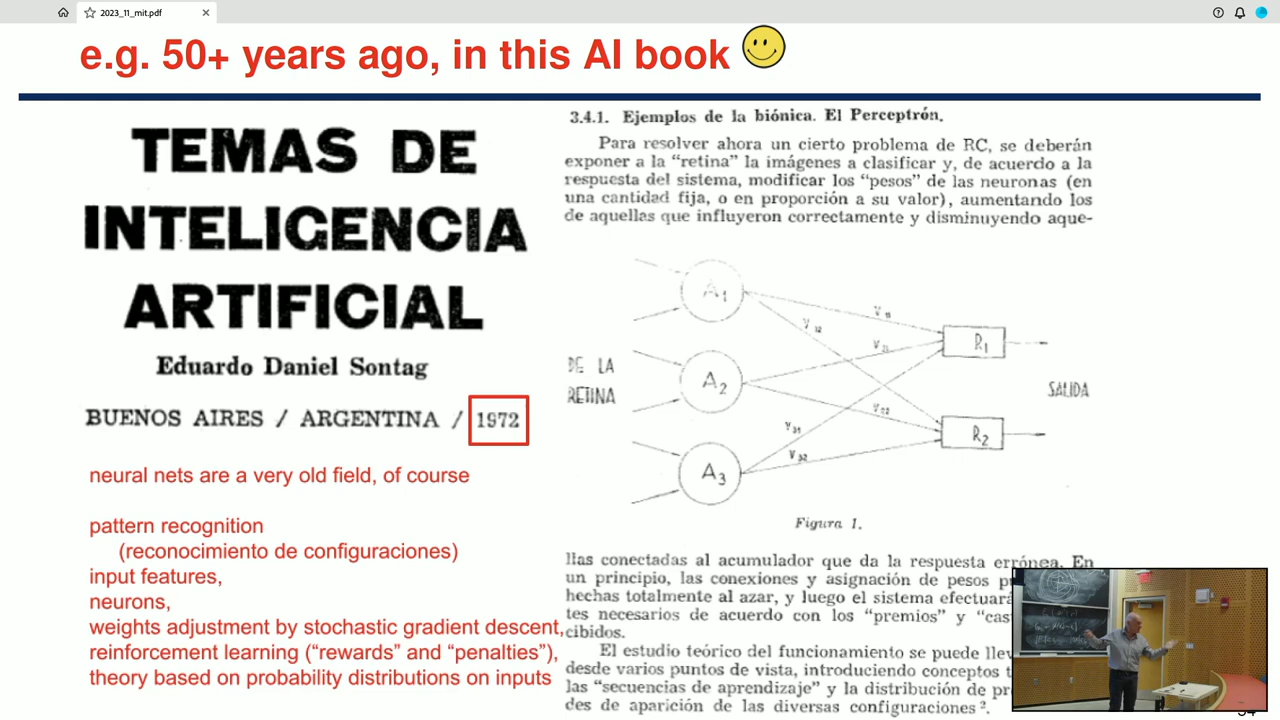 2023_11_mit.pdf
e.g. 50+ years ago, in this AI book
TEMAS DE
INTELIGENCIA
ARTIFICIAL
Eduardo Daniel Sontag
BUENOS AIRES / ARGENTINA / 1972
neural nets are a very old field, of course
pattern recognition
(reconocimiento de configuraciones)
input features,
neurons,
weights adjustment by stochastic gradient descent,
reinforcement learning (“rewards” and “penalties”),
theory based on probability distributions on inputs
3.4.1. Ejemplos de la biónica. El Perceptrón.
Para resolver ahora un cierto problema de RC, se deberán
exponer a la “retina” la imágenes a clasificar y, de acuerdo a la
respuesta del sistema, modificar los “pesos” de las neuronas (en
una cantidad fija, o en proporción a su valor), aumentando los
de aquellas que influyeron correctamente y disminuyendo aque-
DE LA
RETINA
A1
A2
A3
V11
V12
V21
V22
V31
V32
R1
R2
SALIDA
Figura 1.
llas conectadas al acumulador que da la respuesta errónea. En
un principio, las conexiones y asignación de pesos
hechas totalmente al azar, y luego el sistema efectuará
tes necesarios de acuerdo con los “premios” y
cibidos.
El estudio teórico del funcionamiento se puede
desde varios puntos de vista, introduciendo conceptos
las “secuencias de aprendizaje” y la distribución de
des de aparición de las diversas configuraciones 2.